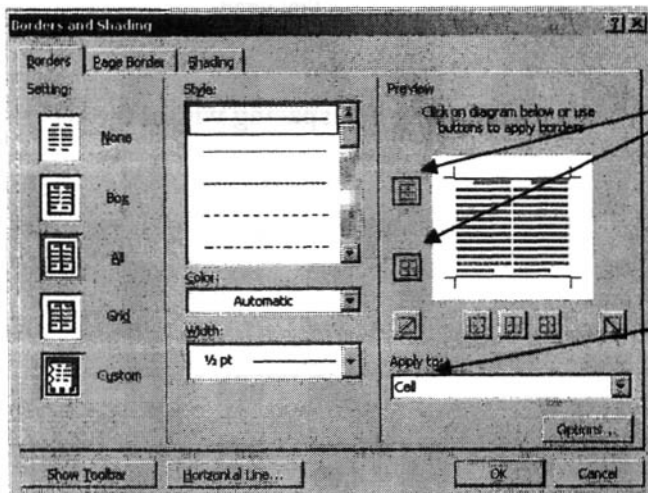 Borders and Shading
Borders
Page Border
Shading
Setting:
None
Box
All
Grid
Custom
Style:
Color:
Automatic
Width:
½ pt
Preview
Click on diagram below or use
buttons to apply borders
Apply to:
Cell
Options...
Show Toolbar
Horizontal Line...
OK
Cancel